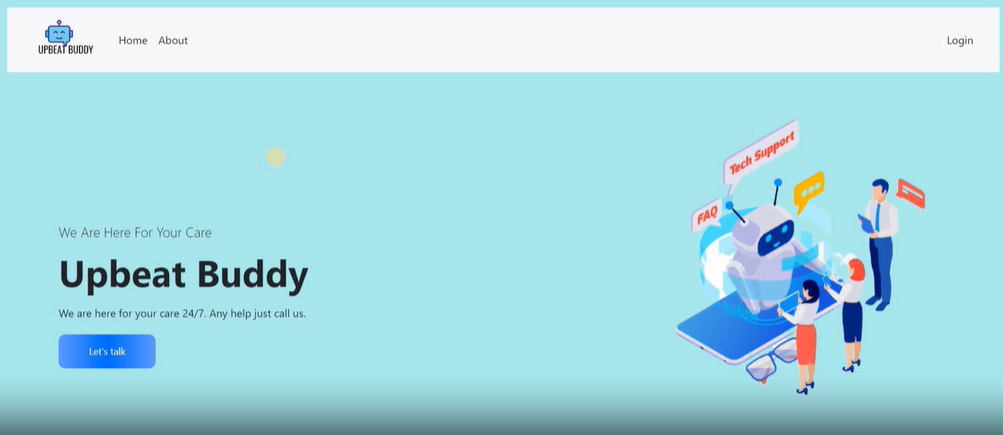 UPBEAT BUDDY
Home About
Login
Tech Support
FAQ
We Are Here For Your Care
Upbeat Buddy
We are here for your care 24/7. Any help just call us.
Let's talk